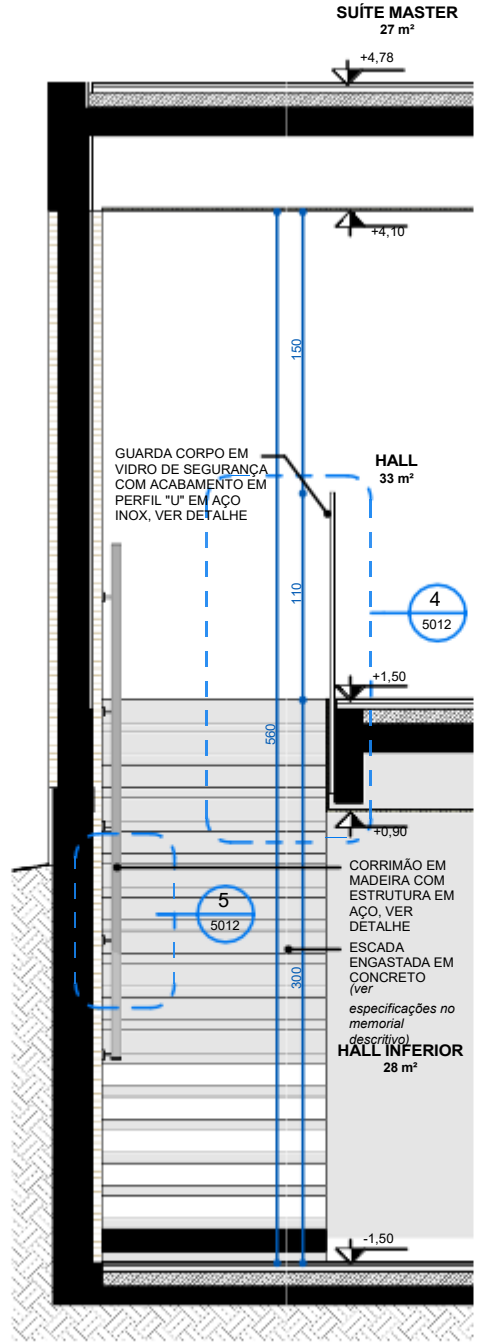 SUÍTE MASTER
27 m²
+4,78
+4,10
150
GUARDA CORPO EM
VIDRO DE SEGURANÇA
COM ACABAMENTO EM
PERFIL "U" EM AÇO
INOX, VER DETALHE
HALL
33 m²
110
4
5012
+1,50
560
+0,90
CORRIMÃO EM
MADEIRA COM
ESTRUTURA EM
AÇO, VER
DETALHE
5
5012
ESCADA
ENGASTADA EM
CONCRETO
(ver
especificações no
memorial
descritivo)
300
HALL INFERIOR
28 m²
-1,50